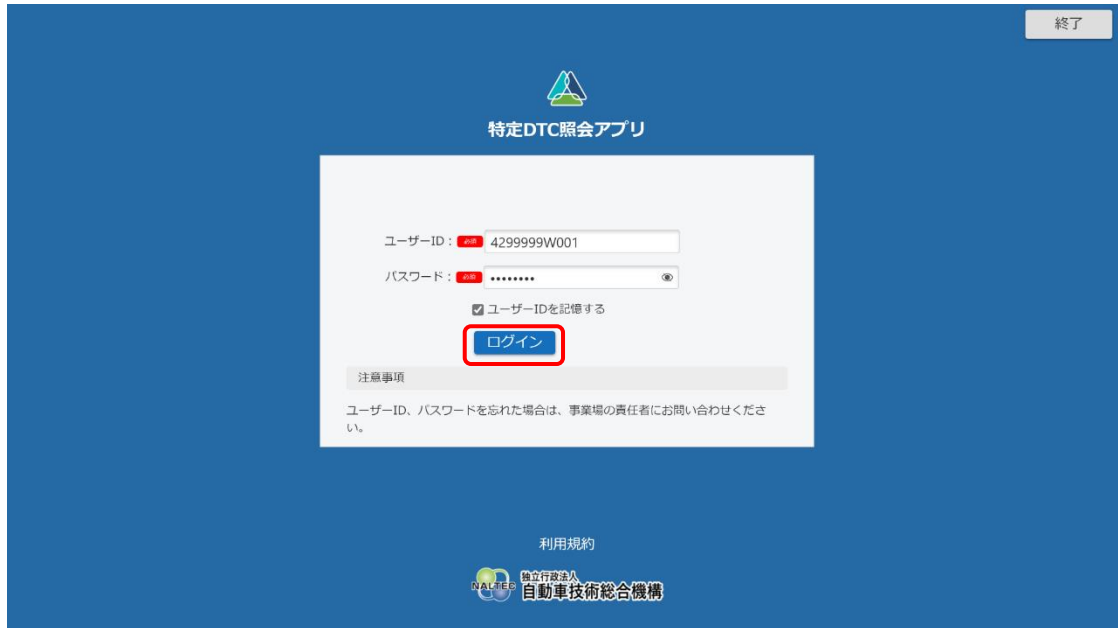 終了
特定DTC照会アプリ
ユーザーID：必須 4299999W001
パスワード：必須 ••••••••
ユーザーIDを記憶する
ログイン
注意事項
ユーザーID、パスワードを忘れた場合は、事業場の責任者にお問い合わせくださ
い。
利用規約
NALTEC 独立行政法人
自動車技術総合機構